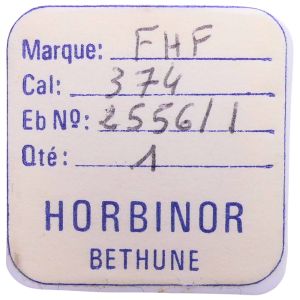 Marque: FHF
Cal: 374
Eb Nº: 2556/1
Qté: 1
HORBINOR
BETHUNE